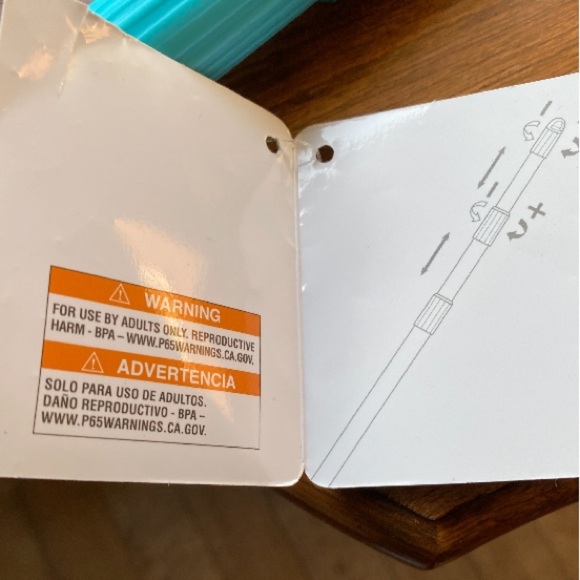 WARNING
FOR USE BY ADULTS ONLY. REPRODUCTIVE
HARM - BPA – WWW.P65WARNINGS.CA.GOV.
ADVERTENCIA
SOLO PARA USO DE ADULTOS.
DAÑO REPRODUCTIVO - BPA –
WWW.P65WARNINGS.CA.GOV.